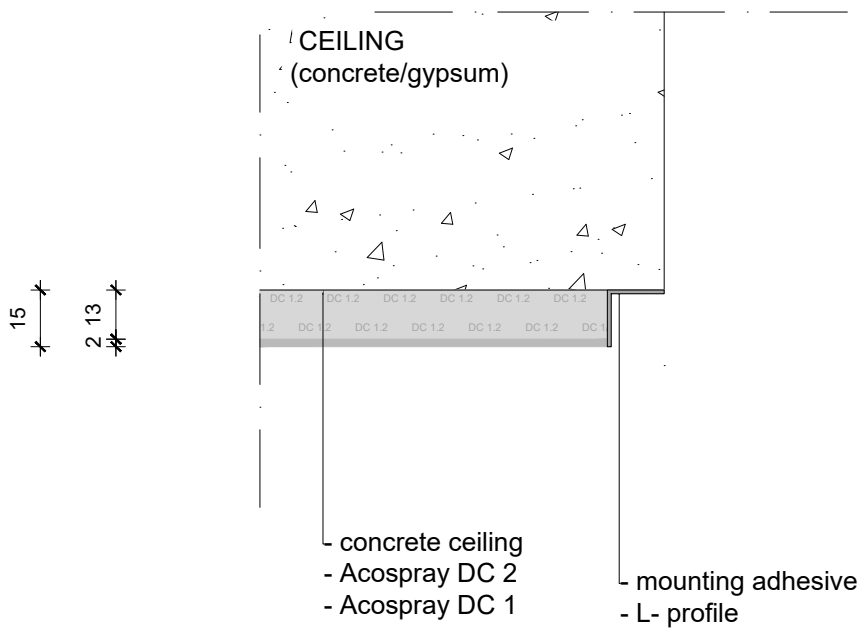 CEILING
(concrete/gypsum)
DC 1.2 DC 1.2 DC 1.2 DC 1.2 DC 1.2 DC 1.2
1.2 DC 1.2 DC 1.2 DC 1.2 DC 1.2 DC 1.2 DC 1
15
13
2
- concrete ceiling
- Acospray DC 2
- Acospray DC 1
- mounting adhesive
- L- profile